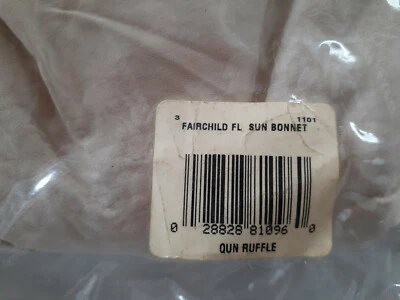 3 1101
FAIRCHILD FL SUN BONNET
0 28828 81096 0
QUN RUFFLE